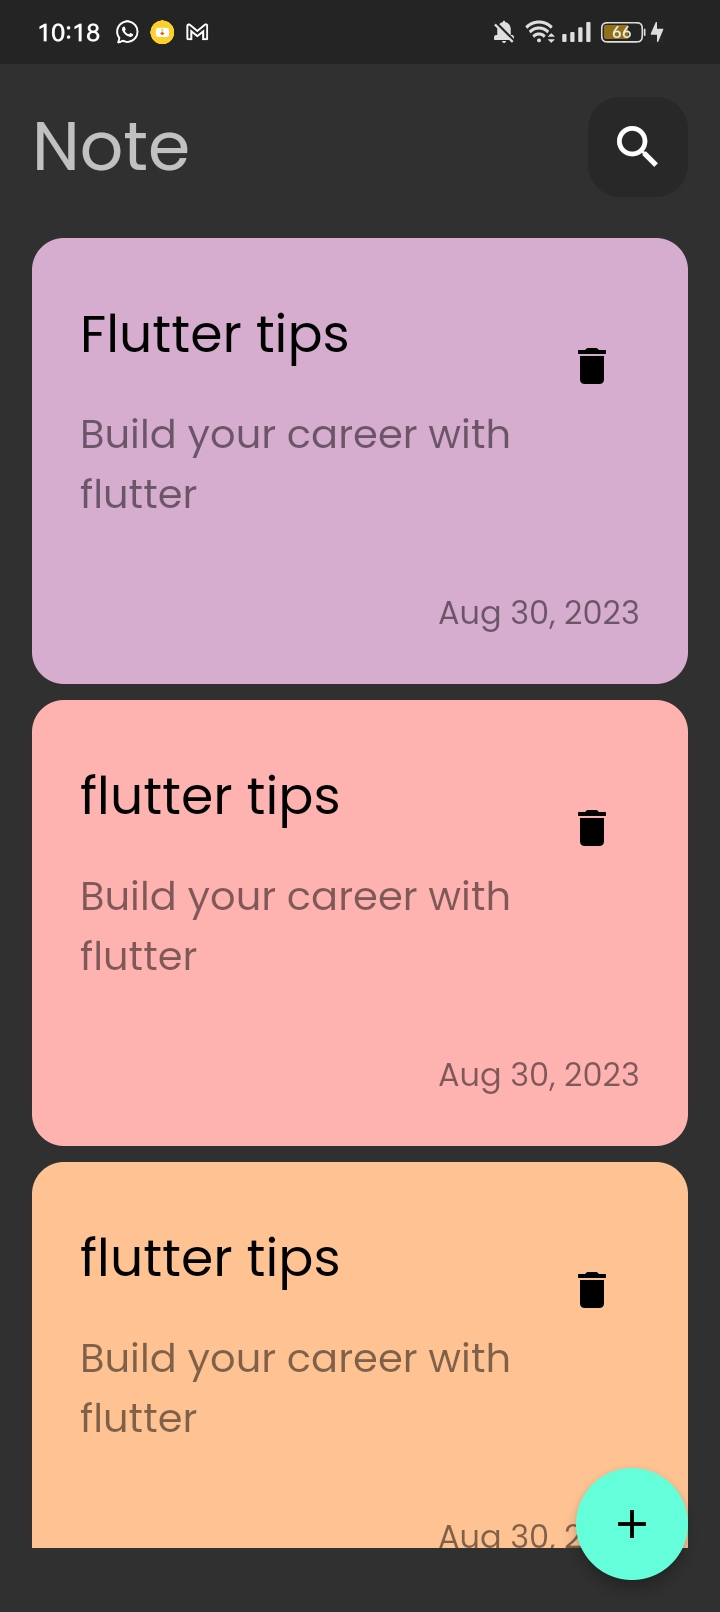 10:18
66
Note
Flutter tips
Build your career with
flutter
Aug 30, 2023
flutter tips
Build your career with
flutter
Aug 30, 2023
flutter tips
Build your career with
flutter
Aug 30, 2